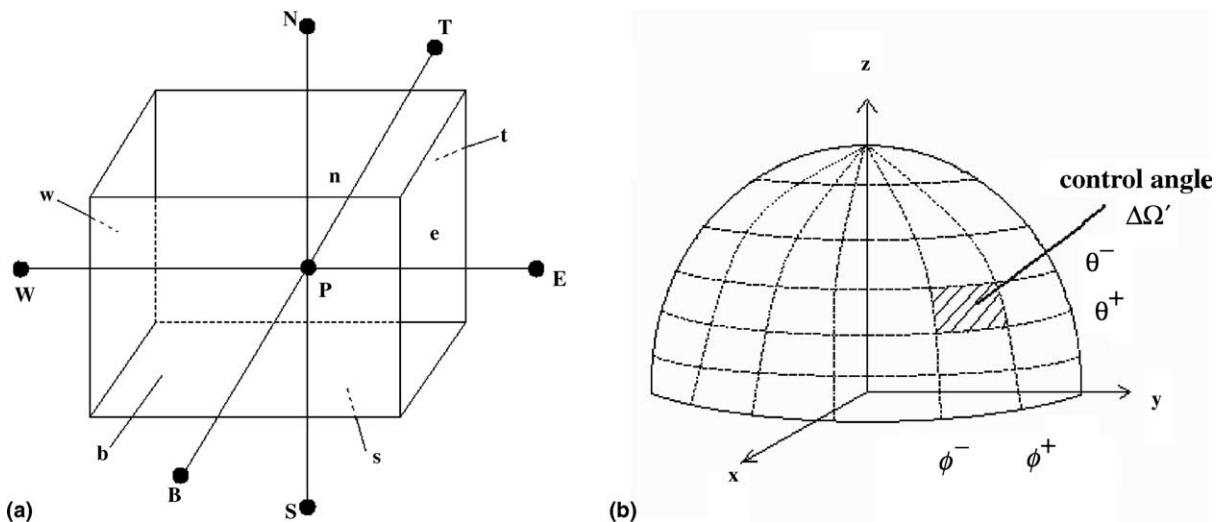 N
T
t
n
w
e
W
P
E
b
s
B
S
(a)
z
control angle
ΔΩ′
θ⁻
θ⁺
y
x
ϕ⁻
ϕ⁺
(b)